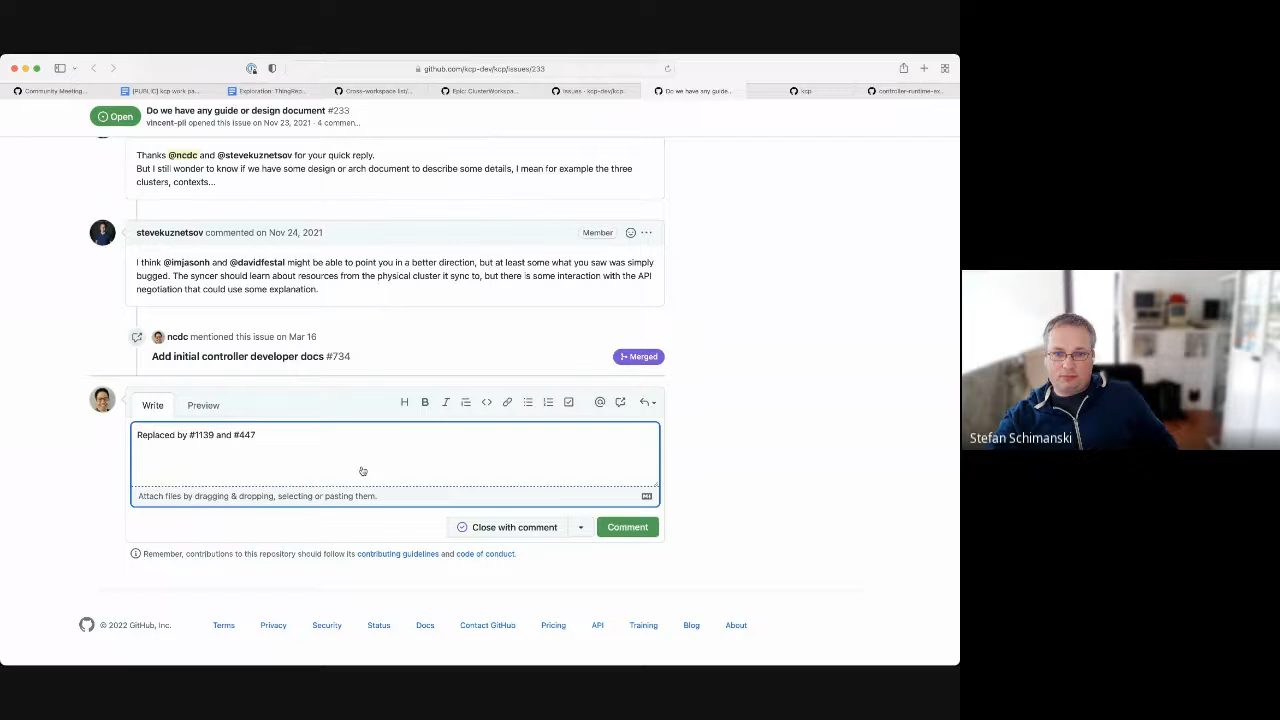 github.com/kcp-dev/kcp/issues/233
Community Meeting...
[PUBLIC] kcp work pa...
Exploration: ThingRep...
Cross-workspace list/...
Epic: ClusterWorkspa...
Issues · kcp-dev/kcp
Do we have any guide...
kcp
controller-runtime-ex...
Open
Do we have any guide or design document #233
vincent-pli opened this issue on Nov 23, 2021 · 4 commen...
Thanks @ncdc and @stevekuznetsov for your quick reply.
But I still wonder to know if we have some design or arch document to describe some details, I mean for example the three
clusters, contexts...
stevekuznetsov commented on Nov 24, 2021
Member
I think @imjasonh and @davidfestal might be able to point you in a better direction, but at least some what you saw was simply
bugged. The syncer should learn about resources from the physical cluster it sync to, but there is some interaction with the API
negotiation that could use some explanation.
ncdc mentioned this issue on Mar 16
Add initial controller developer docs #734
Merged
Write
Preview
Replaced by #1139 and #447
Attach files by dragging & dropping, selecting or pasting them.
Close with comment
Comment
Remember, contributions to this repository should follow its contributing guidelines and code of conduct.
© 2022 GitHub, Inc.
Terms
Privacy
Security
Status
Docs
Contact GitHub
Pricing
API
Training
Blog
About
Stefan Schimanski